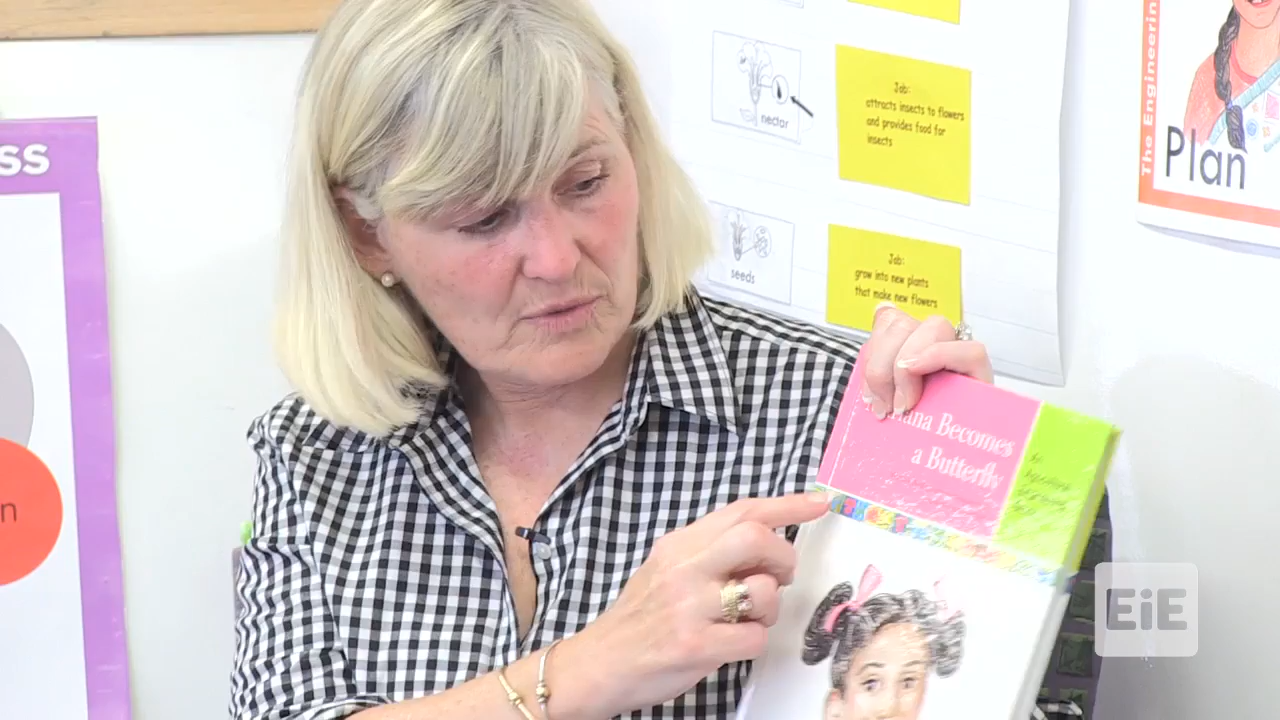 ss
n
nectar
Job:
attracts insects to flowers
and provides food for
insects
seeds
Job:
grow into new plants
that make new flowers
The Engineerin
Plan
Becomes
a Butterfly
EiE